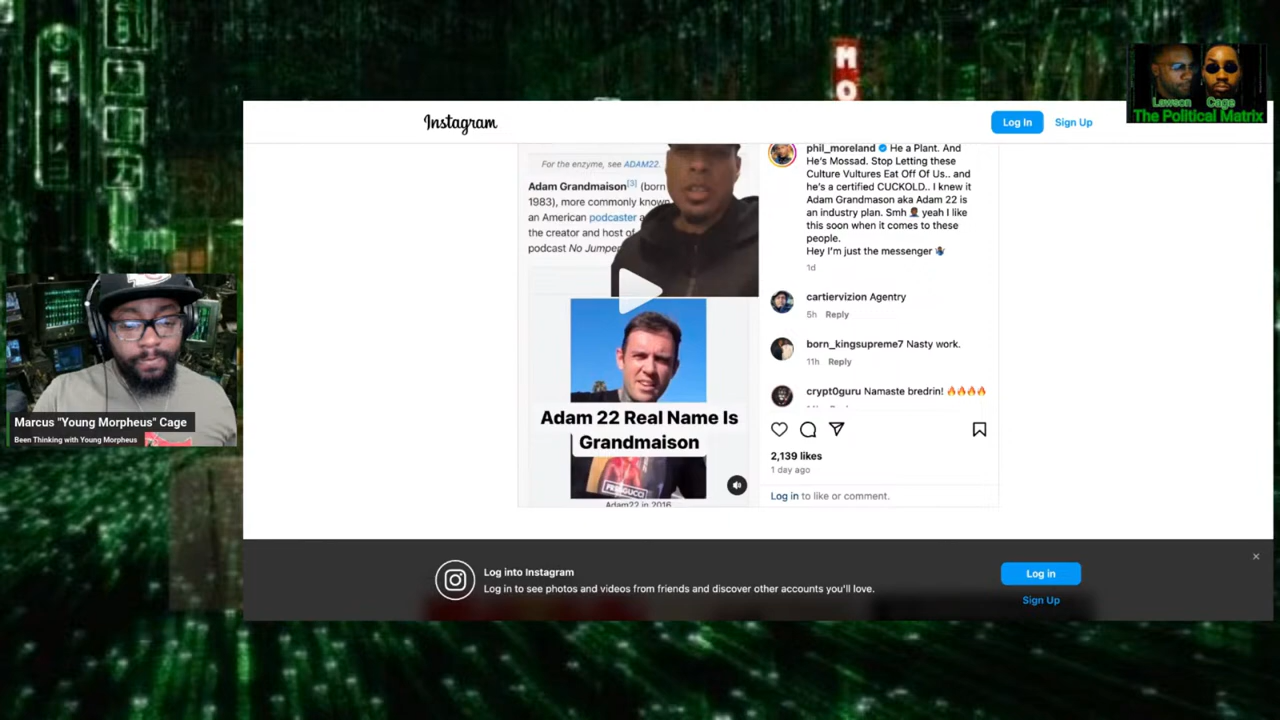 HO
Lawson Cage
The Political Matrix
Instagram
Log In
Sign Up
For the enzyme, see ADAM22.
Adam Grandmaison[3] (born
1983), more commonly known
an American podcaster
the creator and host of
podcast No Jumpe
Adam 22 Real Name Is
Grandmaison
Adam22 in 2016
phil_moreland He a Plant. And
He's Mossad. Stop Letting these
Culture Vultures Eat Off Of Us.. and
he's a certified CUCKOLD.. I knew it
Adam Grandmason aka Adam 22 is
an industry plan. Smh 🤦🏾‍♂️ yeah I like
this soon when it comes to these
people.
Hey I'm just the messenger 🤷🏾‍♂️
1d
cartiervizion Agentry
5h Reply
born_kingsupreme7 Nasty work.
11h Reply
crypt0guru Namaste bredrin! 🔥🔥🔥🔥
2,139 likes
1 day ago
Log in to like or comment.
Marcus "Young Morpheus" Cage
Been Thinking with Young Morpheus
Log into Instagram
Log in to see photos and videos from friends and discover other accounts you'll love.
Log in
Sign Up